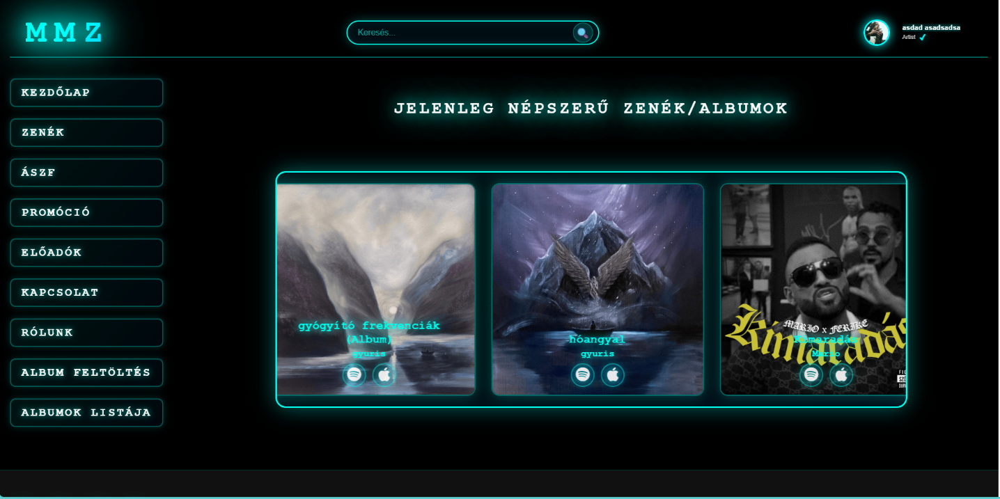 MMZ
Keresés...
asdad asadsadsa
Artist
KEZDŐLAP
ZENÉK
ÁSZF
PROMÓCIÓ
ELŐADÓK
KAPCSOLAT
RÓLUNK
ALBUM FELTÖLTÉS
ALBUMOK LISTÁJA
JELENLEG NÉPSZERŰ ZENÉK/ALBUMOK
gyógyító frekvenciák
(Album)
gyuris
hóangyal
gyuris
MARIO x FERIKE
Kimaradás
Kimaradás
Mario